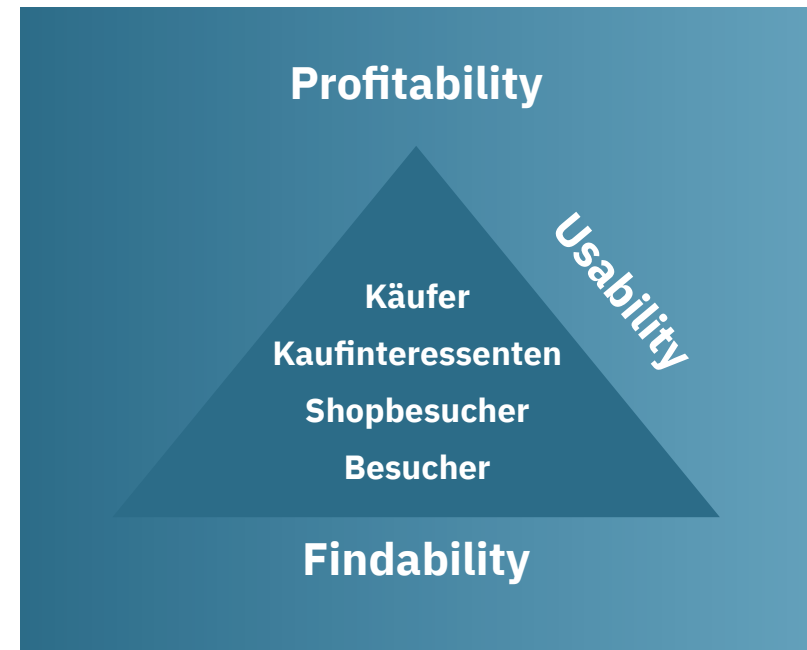 Profitability
Usability
Käufer
Kaufinteressenten
Shopbesucher
Besucher
Findability